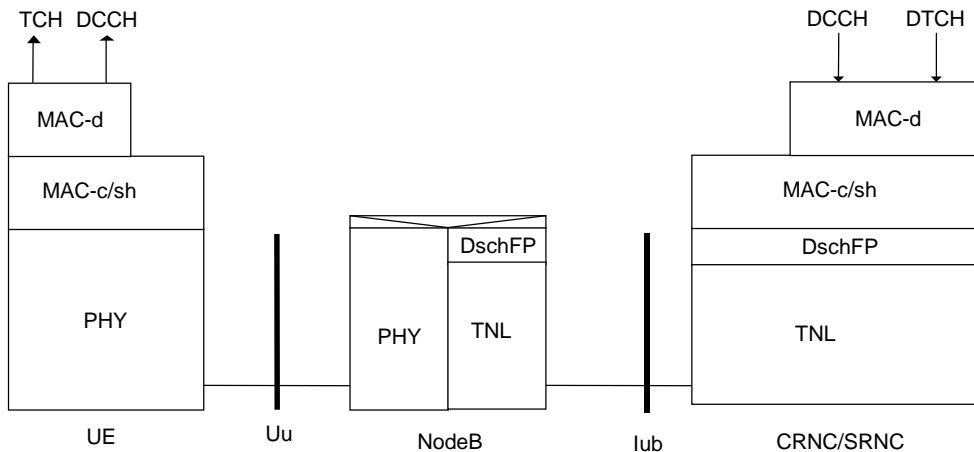 TCH DCCH
DCCH DTCH
MAC-d
MAC-d
MAC-c/sh
MAC-c/sh
DschFP
DschFP
PHY
PHY
TNL
TNL
UE
Uu
NodeB
Iub
CRNC/SRNC